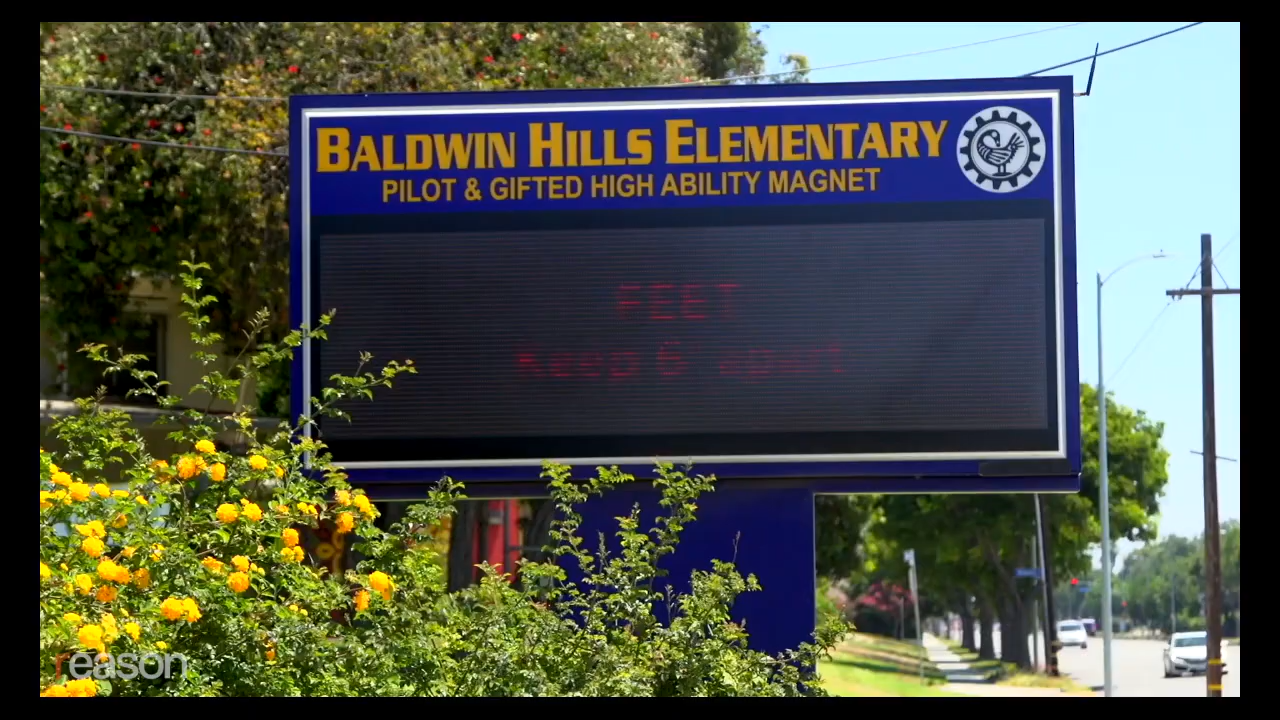 BALDWIN HILLS ELEMENTARY
PILOT & GIFTED HIGH ABILITY MAGNET
FEET
Keep 6' apart
reason